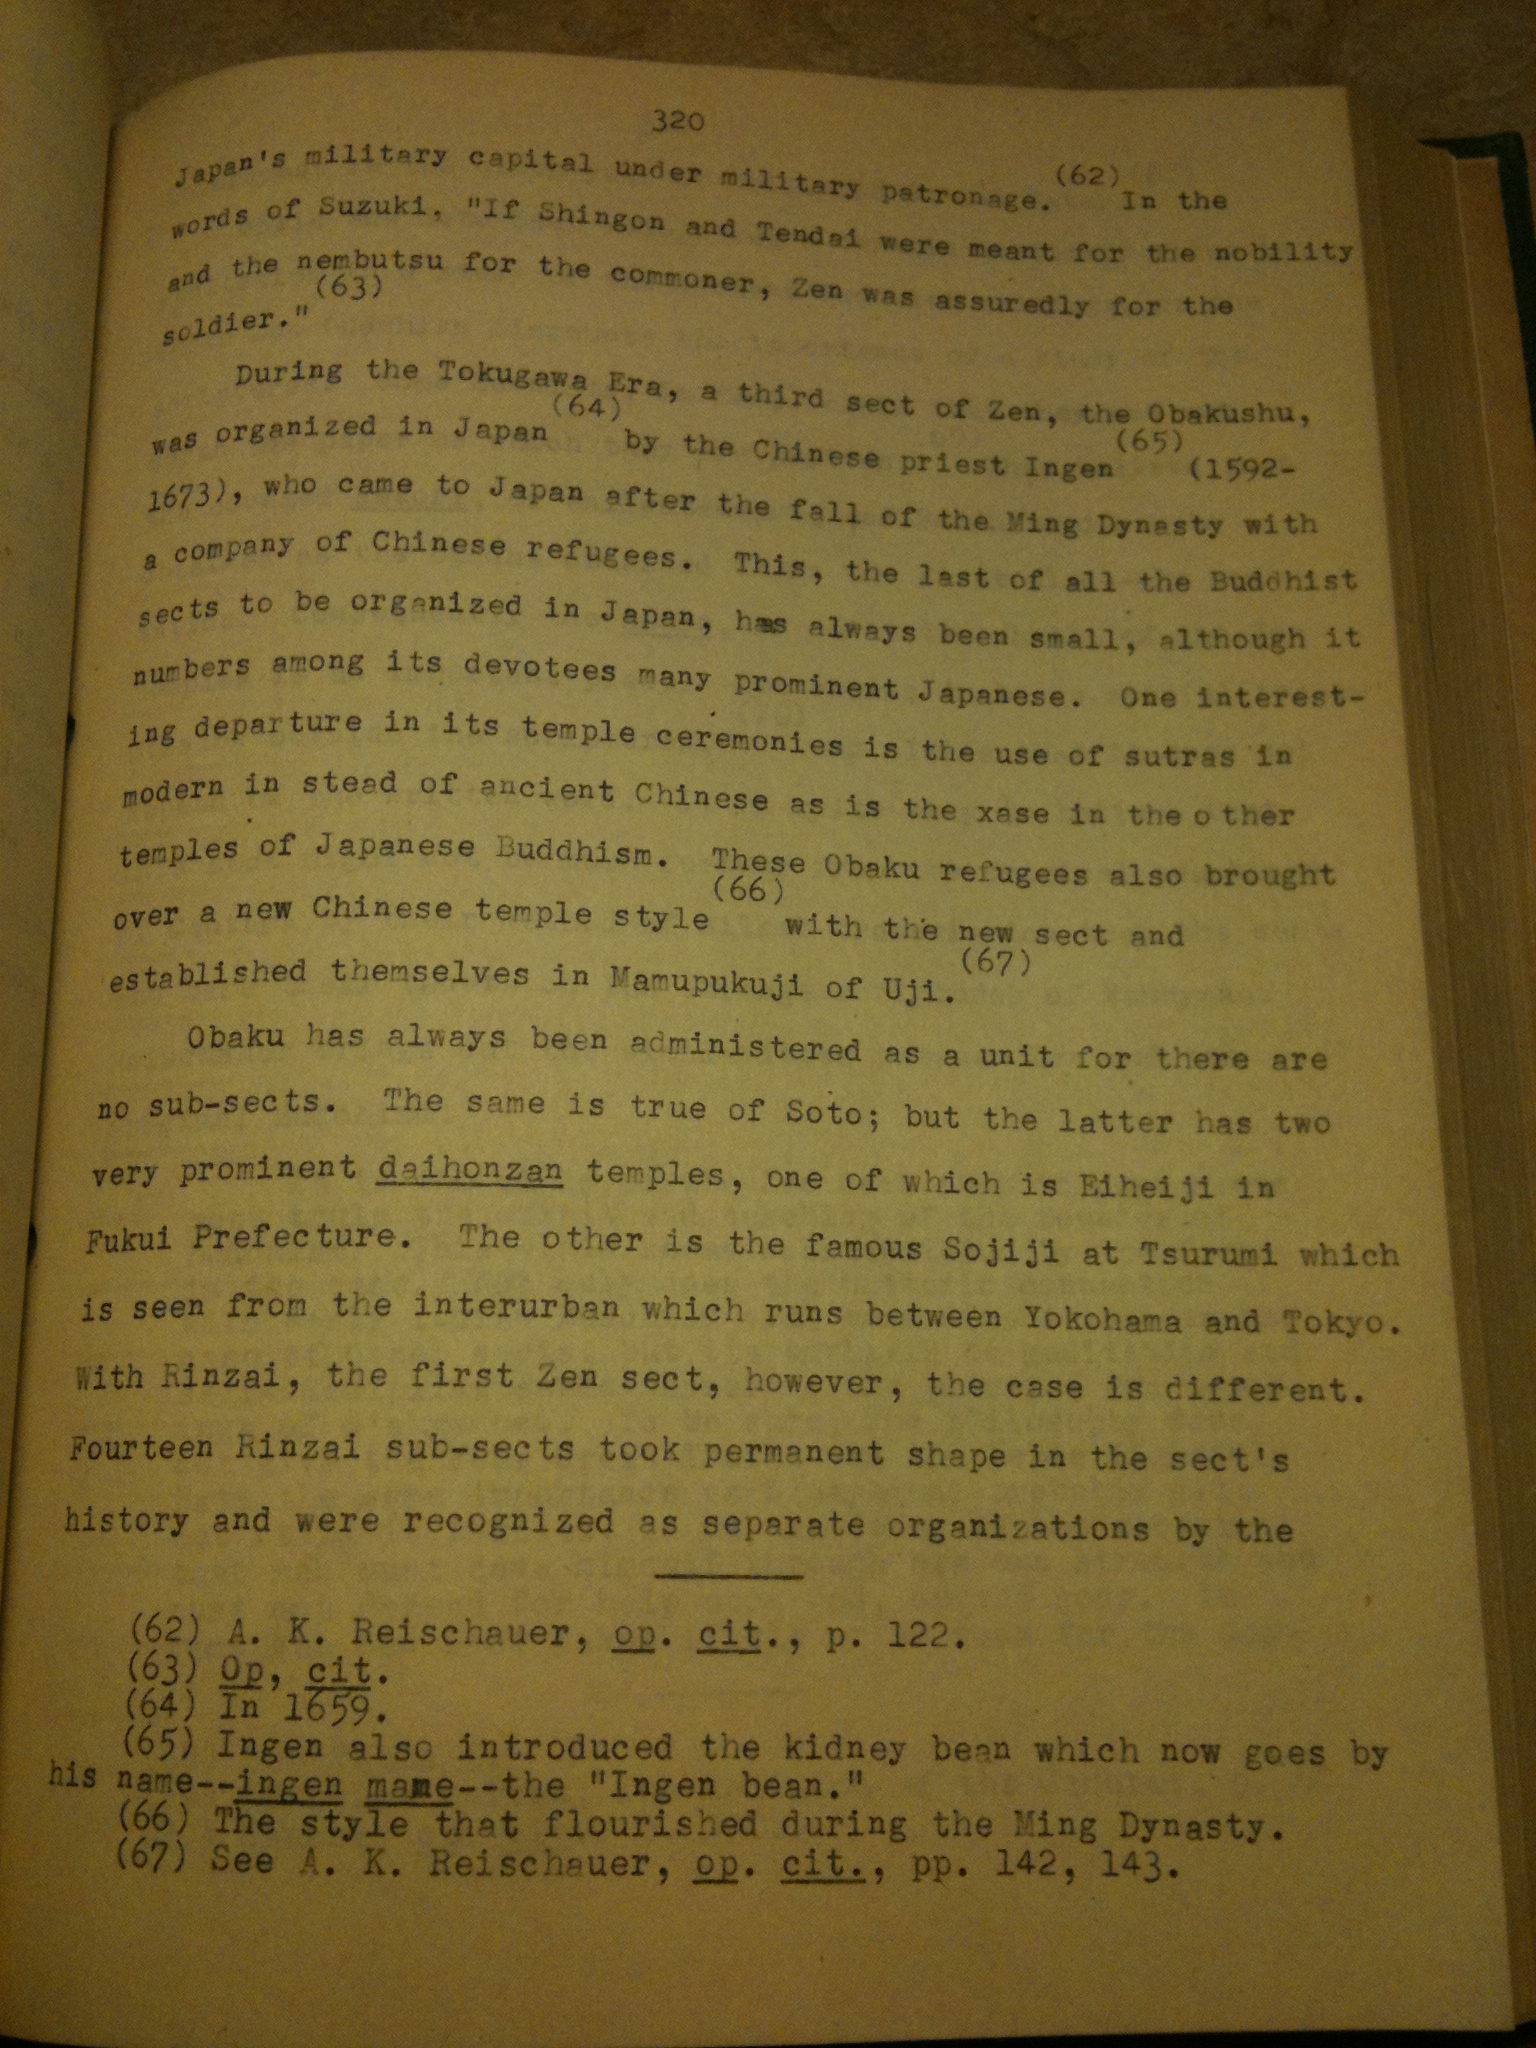 320
Japan's military capital under military patronage.(62) In the
words of Suzuki, "If Shingon and Tendai were meant for the nobility
and the nembutsu for the commoner, Zen was assuredly for the
soldier."(63)
During the Tokugawa Era, a third sect of Zen, the Obakushu,
was organized in Japan(64) by the Chinese priest Ingen(65) (1592-
1673), who came to Japan after the fall of the Ming Dynasty with
a company of Chinese refugees. This, the last of all the Buddhist
sects to be organized in Japan, has always been small, although it
numbers among its devotees many prominent Japanese. One interest-
ing departure in its temple ceremonies is the use of sutras in
modern in stead of ancient Chinese as is the xase in the o ther
temples of Japanese Buddhism. These Obaku refugees also brought
over a new Chinese temple style(66) with the new sect and
established themselves in Mamupukuji of Uji.(67)
Obaku has always been administered as a unit for there are
no sub-sects. The same is true of Soto; but the latter has two
very prominent daihonzan temples, one of which is Eiheiji in
Fukui Prefecture. The other is the famous Sojiji at Tsurumi which
is seen from the interurban which runs between Yokohama and Tokyo.
With Rinzai, the first Zen sect, however, the case is different.
Fourteen Rinzai sub-sects took permanent shape in the sect's
history and were recognized as separate organizations by the
(62) A. K. Reischauer, op. cit., p. 122.
(63) Op, cit.
(64) In 1659.
(65) Ingen also introduced the kidney bean which now goes by
his name--ingen mame--the "Ingen bean."
(66) The style that flourished during the Ming Dynasty.
(67) See A. K. Reischauer, op. cit., pp. 142, 143.